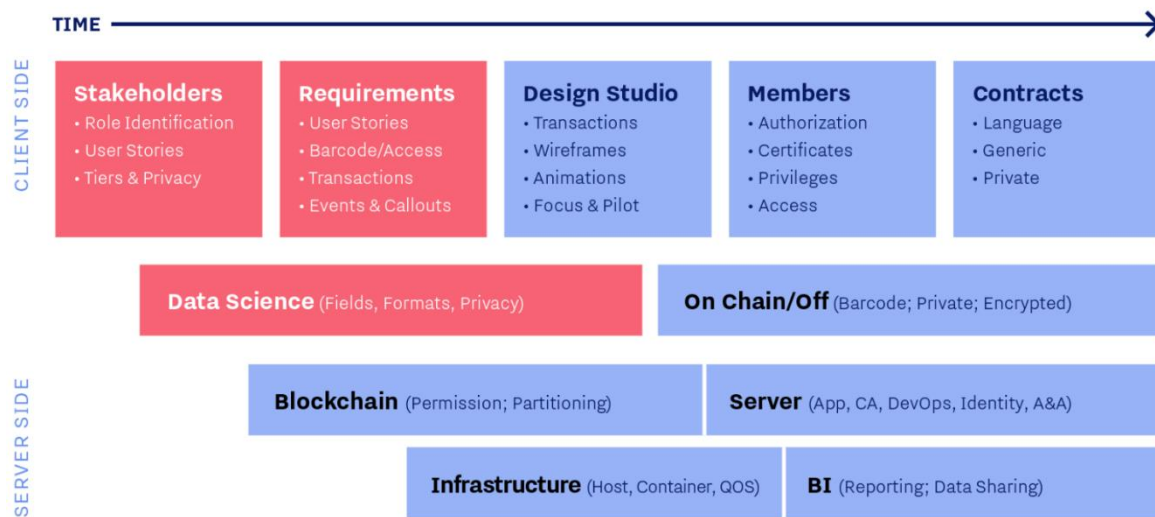 TIME
CLIENT SIDE
Stakeholders
• Role Identification
• User Stories
• Tiers & Privacy
Requirements
• User Stories
• Barcode/Access
• Transactions
• Events & Callouts
Design Studio
• Transactions
• Wireframes
• Animations
• Focus & Pilot
Members
• Authorization
• Certificates
• Privileges
• Access
Contracts
• Language
• Generic
• Private
Data Science (Fields, Formats, Privacy)
On Chain/Off (Barcode; Private; Encrypted)
SERVER SIDE
Blockchain (Permission; Partitioning)
Server (App, CA, DevOps, Identity, A&A)
Infrastructure (Host, Container, QOS)
BI (Reporting; Data Sharing)